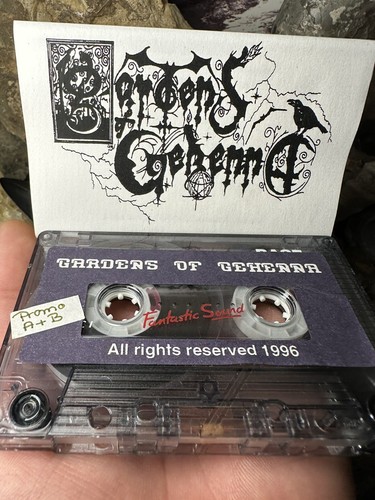 Gardens
of
Gehenna
GARDENS OF GEHENNA
Promo
A+B
Fantastic Sound
All rights reserved 1996